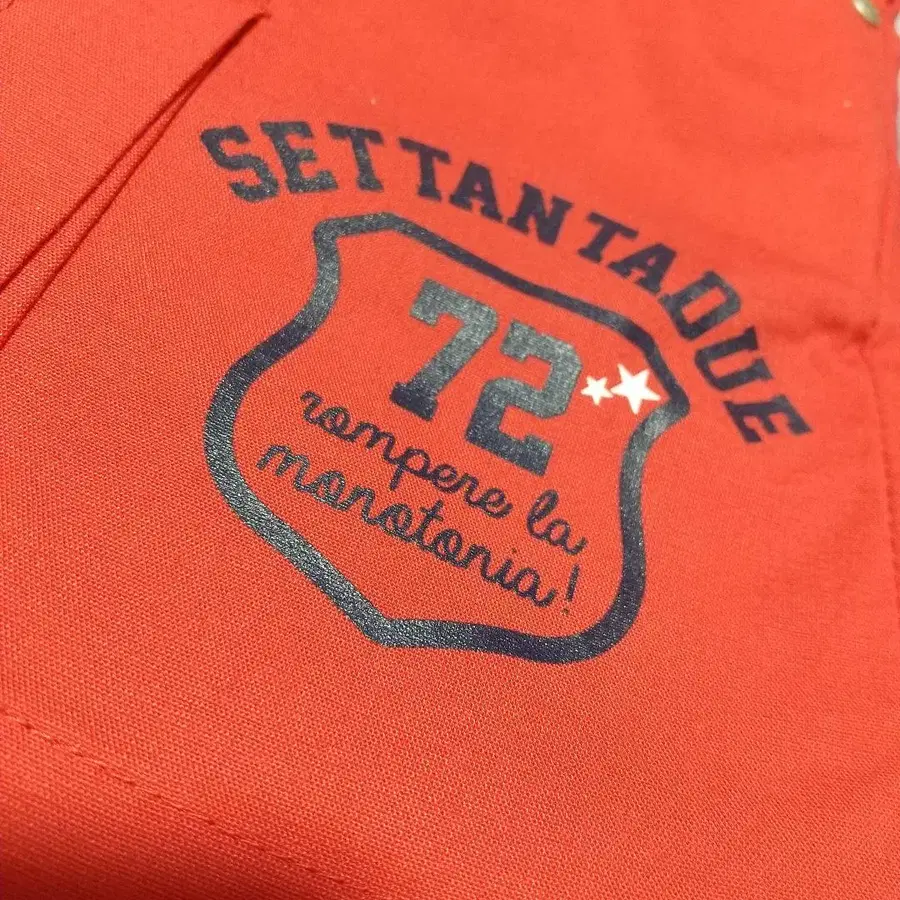 SETTANTADUE
72
rompere la
monotonia!